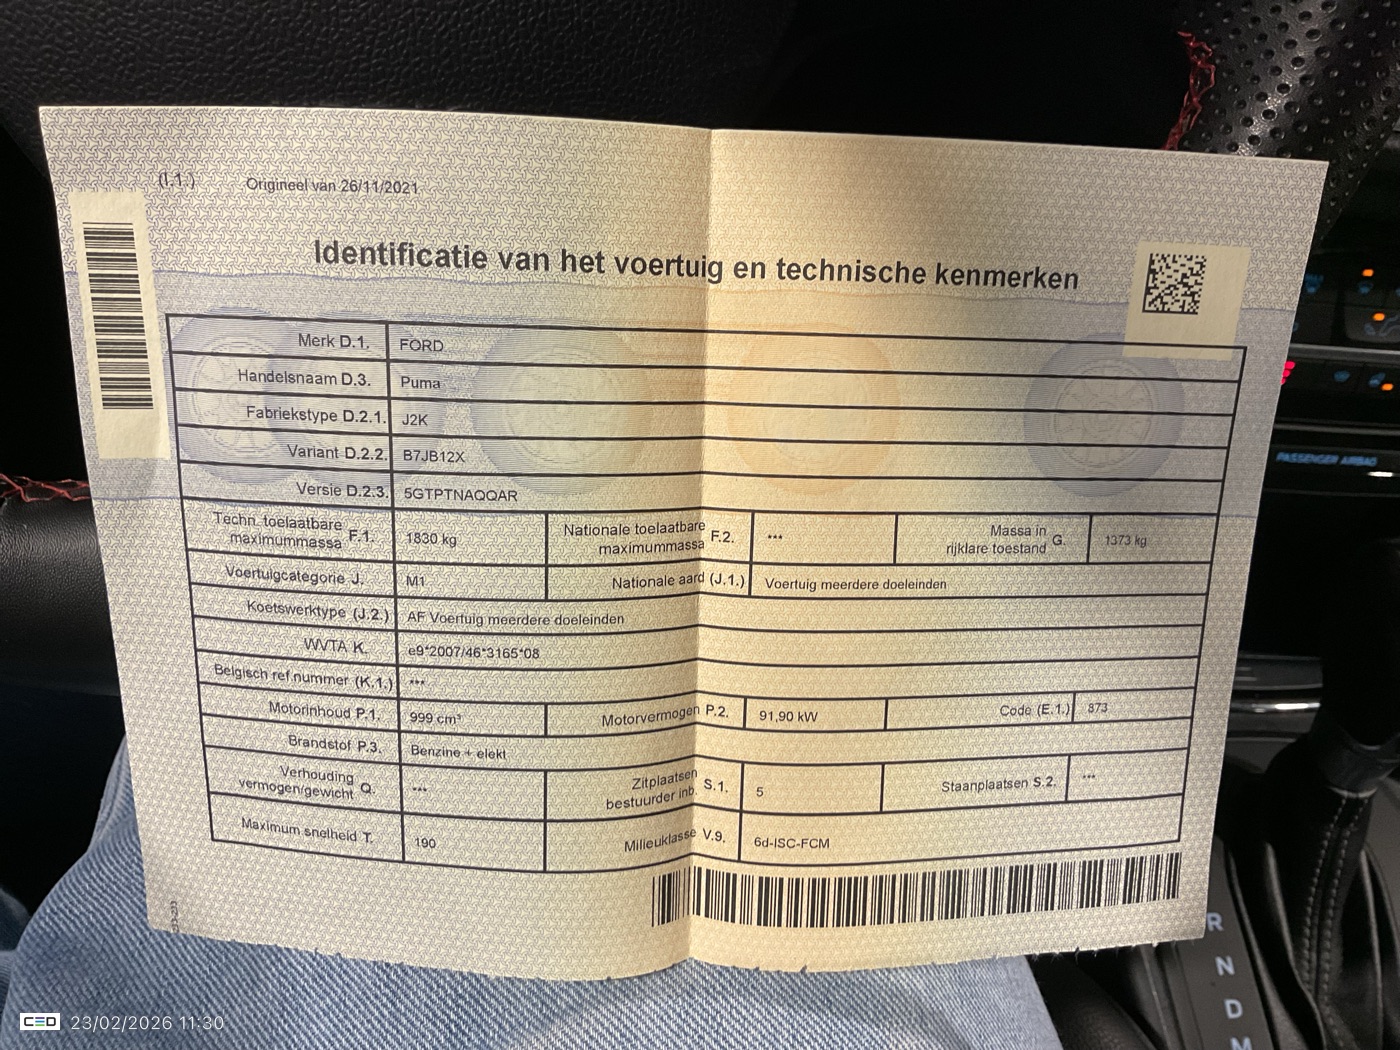 (I.1.) Origineel van 26/11/2021
Identificatie van het voertuig en technische kenmerken
Merk D.1. FORD
Handelsnaam D.3. Puma
Fabriekstype D.2.1. J2K
Variant D.2.2. B7JB12X
Versie D.2.3. 5GTPTNAQQAR
Techn. toelaatbare maximummassa F.1. 1830 kg Nationale toelaatbare maximummassa F.2. *** Massa in rijklare toestand G. 1373 kg
Voertuigcategorie J. M1 Nationale aard (J.1.) Voertuig meerdere doeleinden
Koetswerktype (J.2.) AF Voertuig meerdere doeleinden
WVTA K. e9*2007/46*3165*08
Belgisch ref.nummer (K.1.) ***
Motorinhoud P.1. 999 cm³ Motorvermogen P.2. 91,90 kW Code (E.1.) 873
Brandstof P.3. Benzine + elekt
Verhouding vermogen/gewicht Q. *** Zitplaatsen bestuurder inb. S.1. 5 Staanplaatsen S.2. ***
Maximum snelheid T. 190 Milieuklasse V.9. 6d-ISC-FCM
PASSENGER AIRBAG
R
N
D
M
CED 23/02/2026 11:30